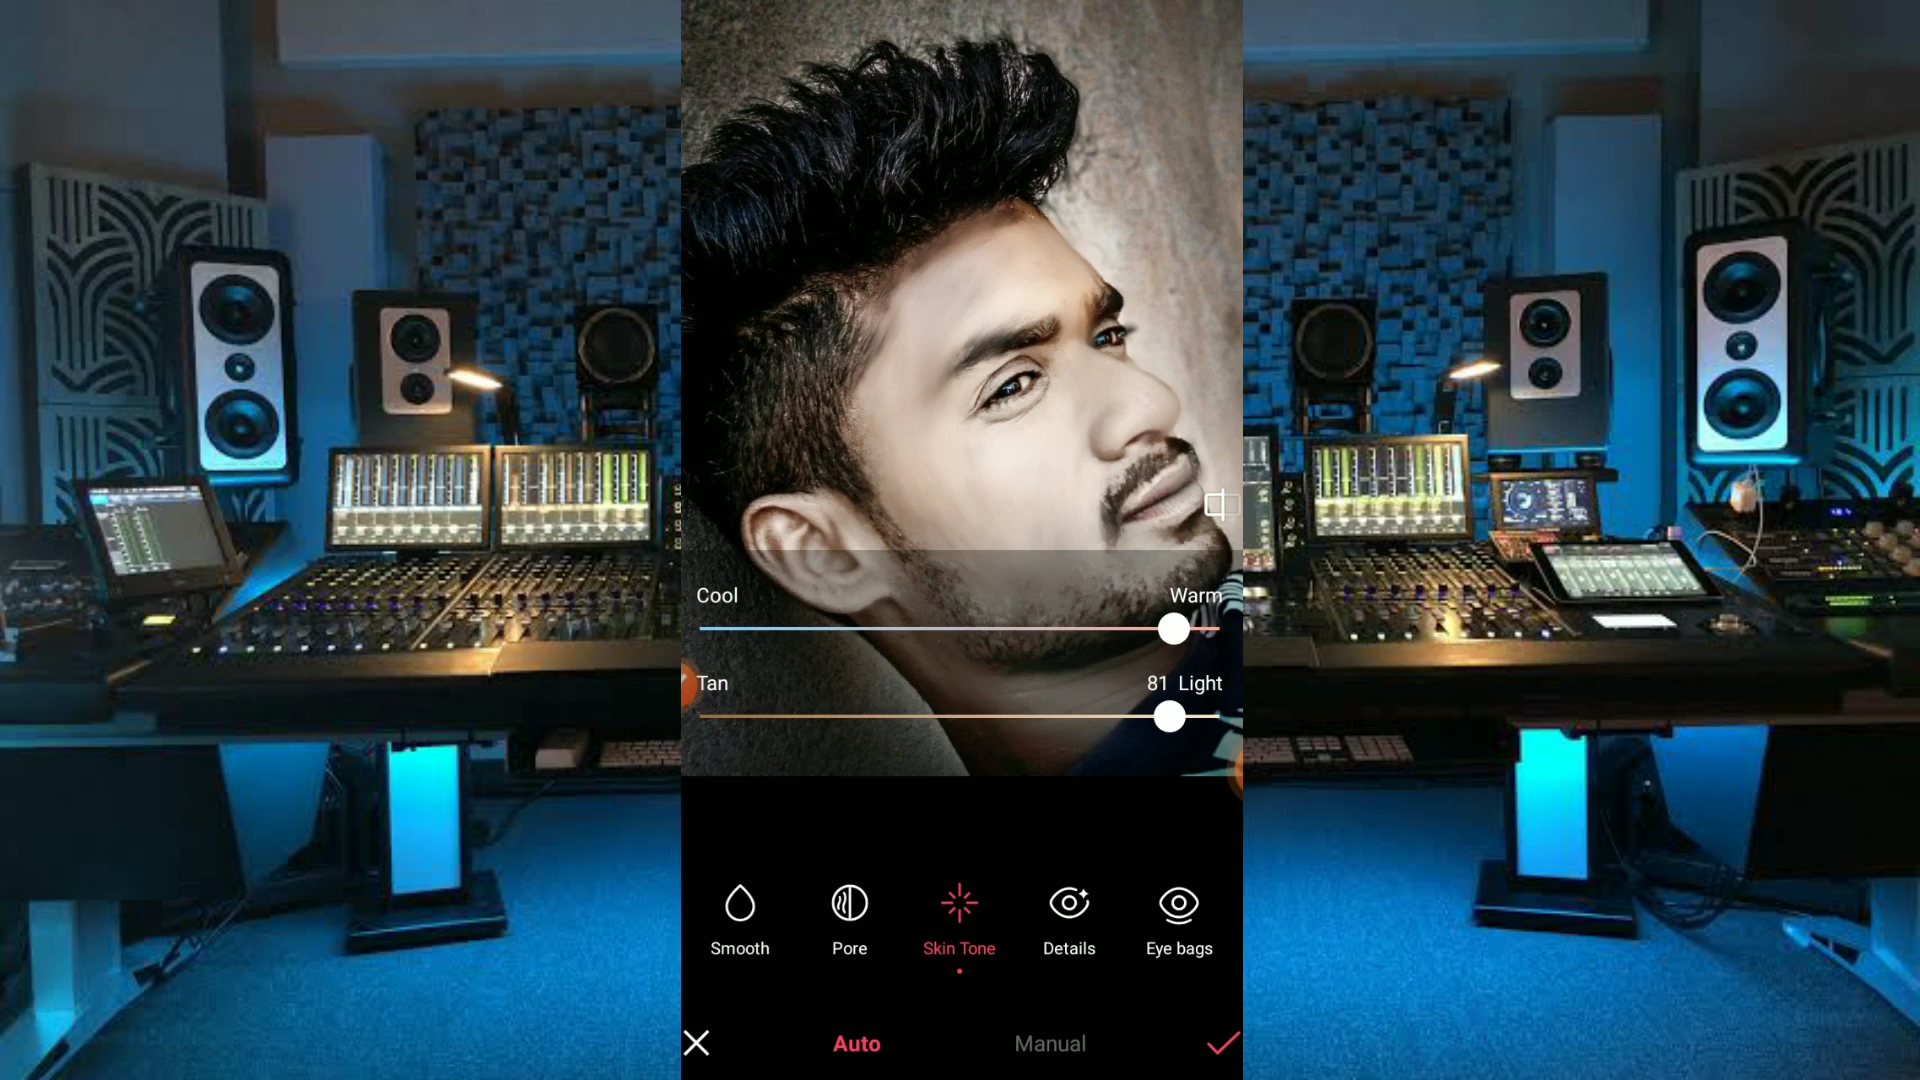 Cool Warm
Tan 81 Light
Smooth Pore Skin Tone Details Eye bags
Auto Manual